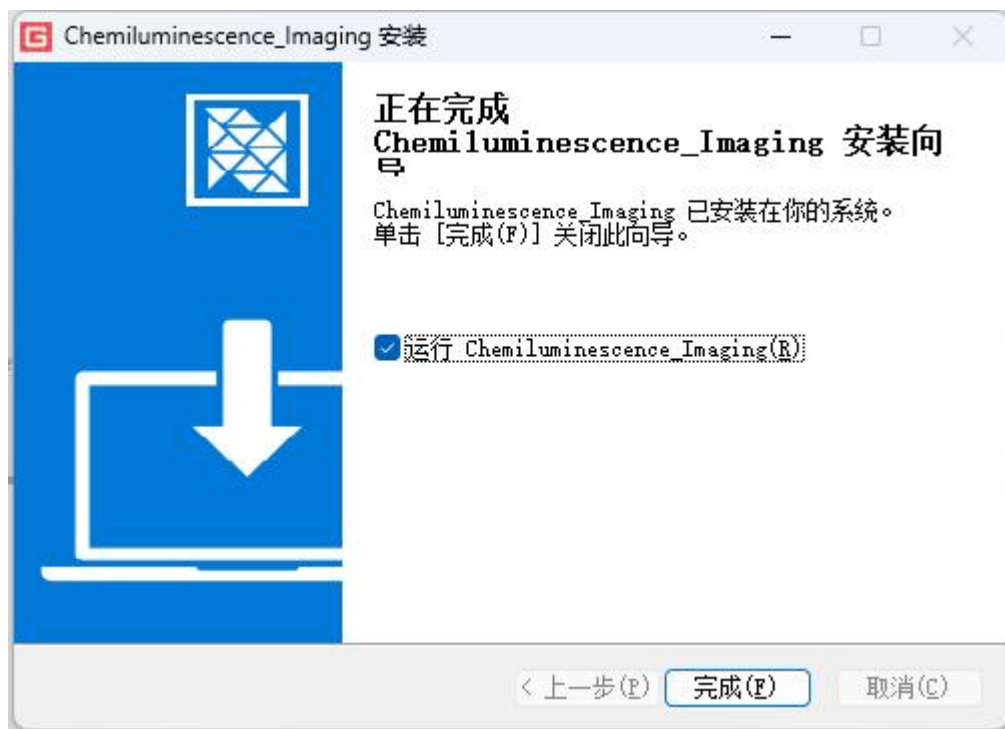 Chemiluminescence_Imaging 安装
正在完成
Chemiluminescence_Imaging 安装向
导
Chemiluminescence_Imaging 已安装在你的系统。
单击 [完成(F)] 关闭此向导。
运行 Chemiluminescence_Imaging(R)
< 上一步(P) 完成(F) 取消(C)